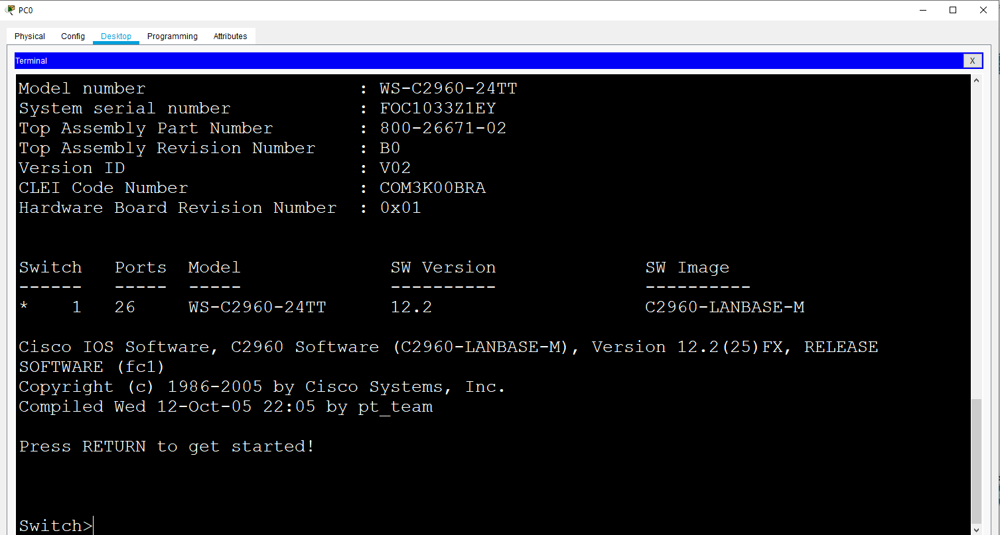 PC0
Physical Config Desktop Programming Attributes
Terminal X
Model number : WS-C2960-24TT
System serial number : FOC1033Z1EY
Top Assembly Part Number : 800-26671-02
Top Assembly Revision Number : B0
Version ID : V02
CLEI Code Number : COM3K00BRA
Hardware Board Revision Number : 0x01
Switch Ports Model SW Version SW Image
------ ----- ----- ---------- ----------
* 1 26 WS-C2960-24TT 12.2 C2960-LANBASE-M
Cisco IOS Software, C2960 Software (C2960-LANBASE-M), Version 12.2(25)FX, RELEASE
SOFTWARE (fc1)
Copyright (c) 1986-2005 by Cisco Systems, Inc.
Compiled Wed 12-Oct-05 22:05 by pt_team
Press RETURN to get started!
Switch>